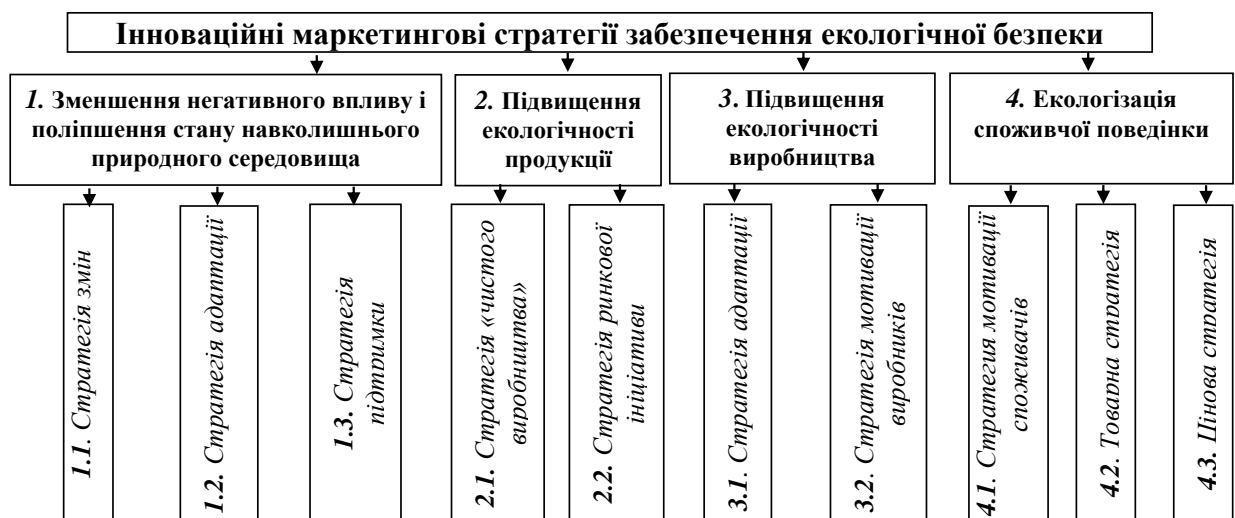 Інноваційні маркетингові стратегії забезпечення екологічної безпеки
1. Зменшення негативного впливу і
поліпшення стану навколишнього
природного середовища
2. Підвищення
екологічності
продукції
3. Підвищення
екологічності
виробництва
4. Екологізація
споживчої поведінки
1.1. Стратегія змін
1.2. Стратегія адаптації
1.3. Стратегія
підтримки
2.1. Стратегія «чистого
виробництва»
2.2. Стратегія ринкової
ініціативи
3.1. Стратегія адаптації
3.2. Стратегія мотивації
виробників
4.1. Стратегия мотивації
споживачів
4.2. Товарна стратегія
4.3. Цінова стратегія